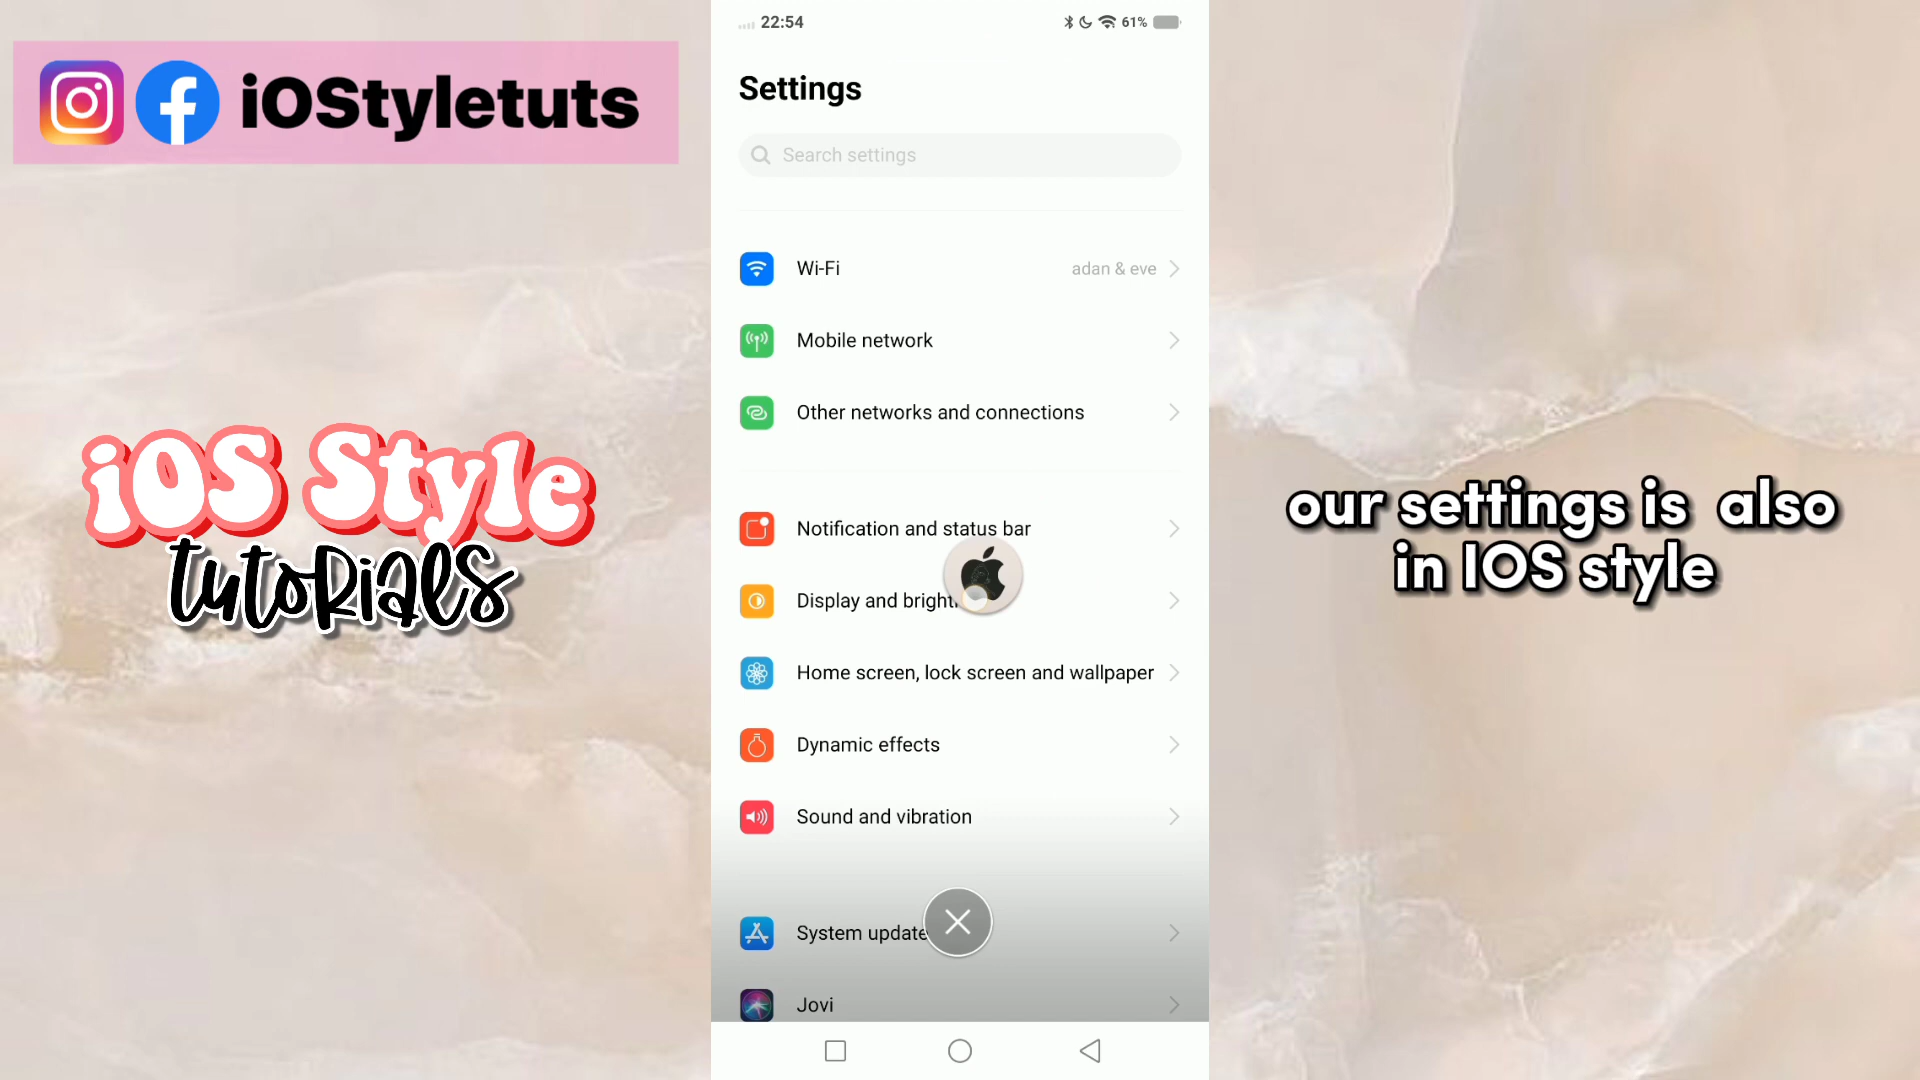 iOStyletuts
iOS Style
tutoRials
22:54
61%
Settings
Search settings
Wi-Fi
adan & eve
Mobile network
Other networks and connections
Notification and status bar
Display and bright
Home screen, lock screen and wallpaper
Dynamic effects
Sound and vibration
System update
Jovi
our settings is also
in IOS style